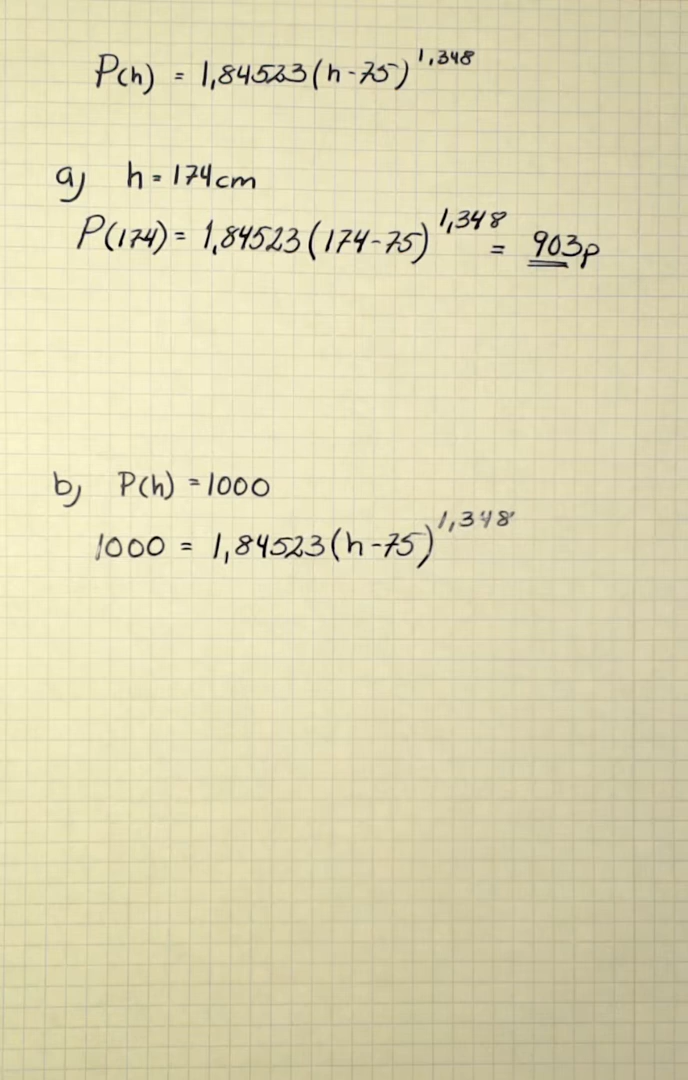 P(h) = 1,84523(h-75)^1,348
a) h = 174cm
P(174) = 1,84523(174-75)^1,348 = 903p
b) P(h) = 1000
1000 = 1,84523(h-75)^1,348